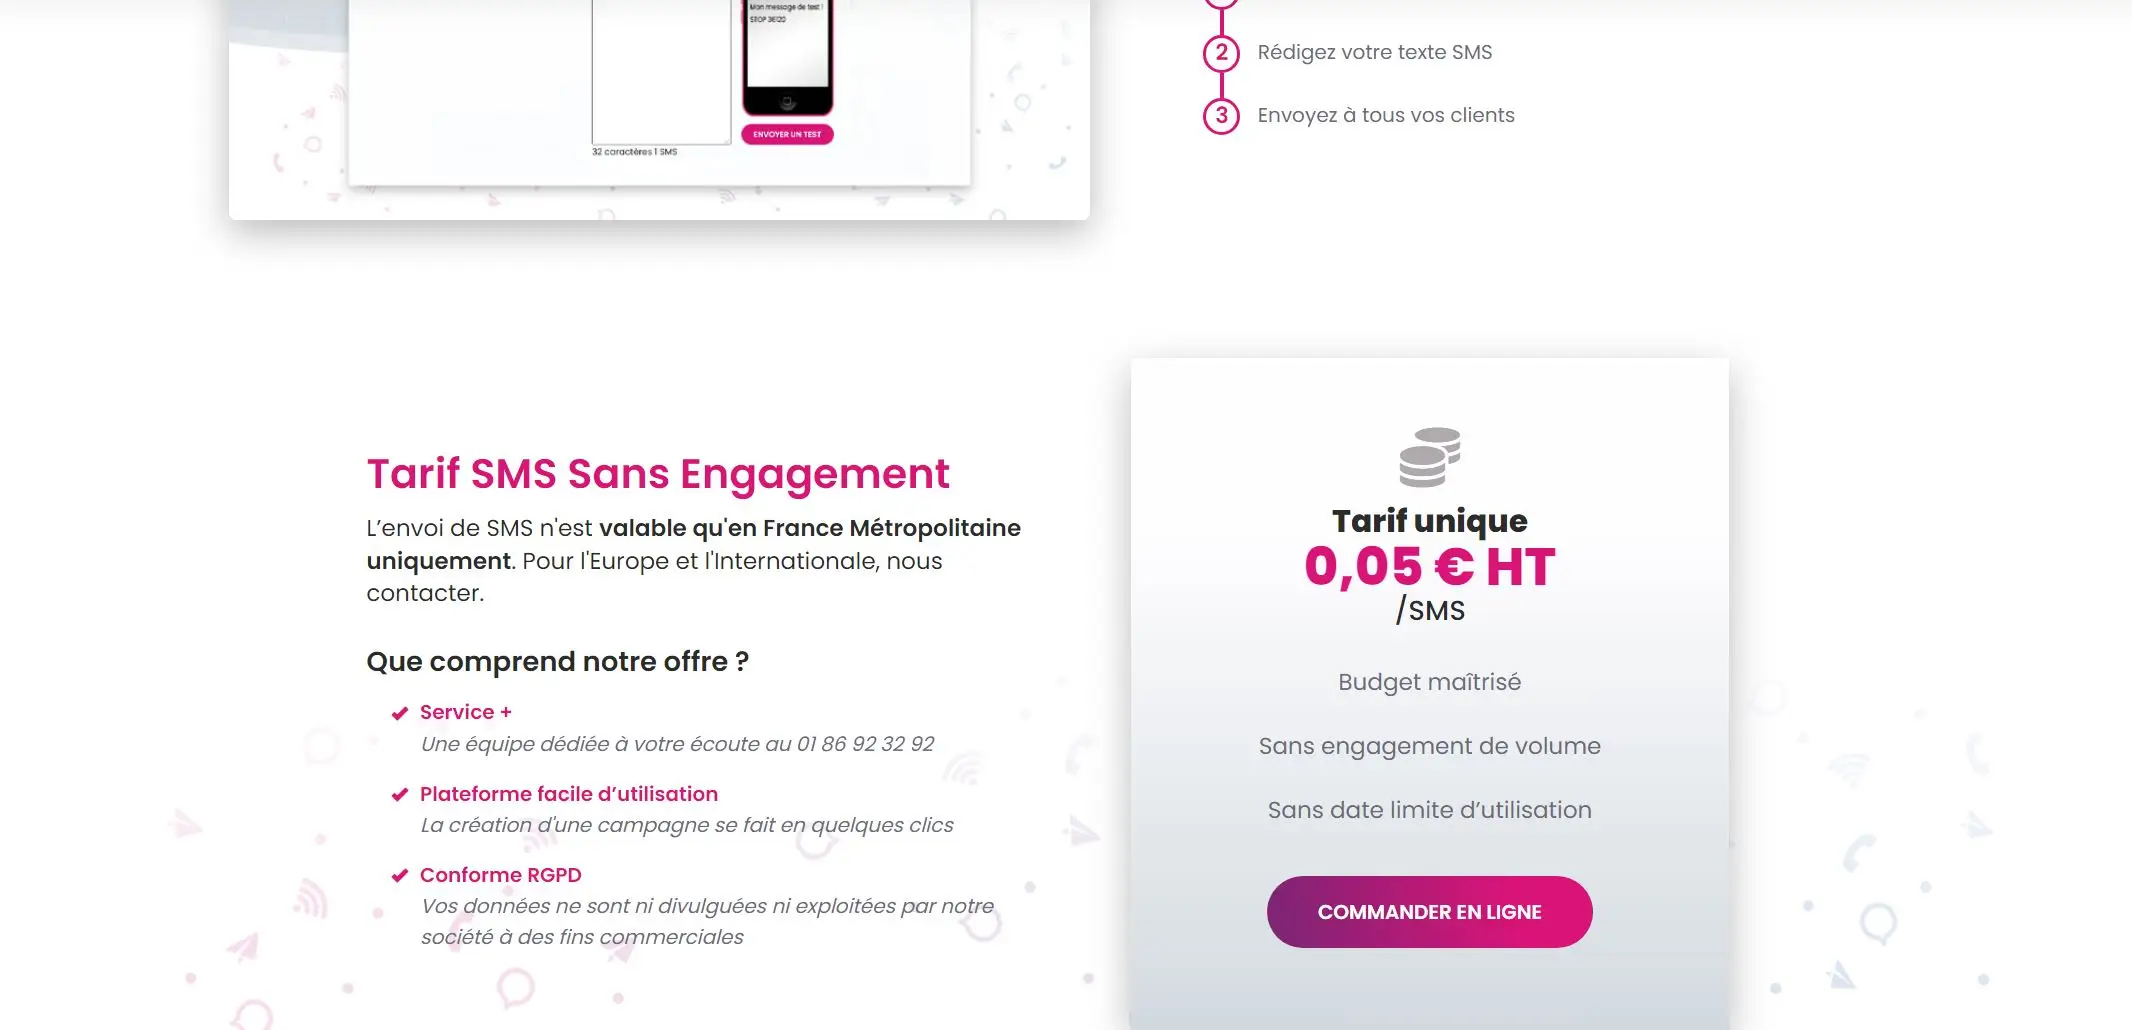 Mon message de test !
STOP 36120
ENVOYER UN TEST
32 caractères 1 SMS
2 Rédigez votre texte SMS
3 Envoyez à tous vos clients
Tarif SMS Sans Engagement
L’envoi de SMS n'est valable qu'en France Métropolitaine
uniquement. Pour l'Europe et l'Internationale, nous
contacter.
Que comprend notre offre ?
Service +
Une équipe dédiée à votre écoute au 01 86 92 32 92
Plateforme facile d’utilisation
La création d'une campagne se fait en quelques clics
Conforme RGPD
Vos données ne sont ni divulguées ni exploitées par notre
société à des fins commerciales
Tarif unique
0,05 € HT
/SMS
Budget maîtrisé
Sans engagement de volume
Sans date limite d’utilisation
COMMANDER EN LIGNE